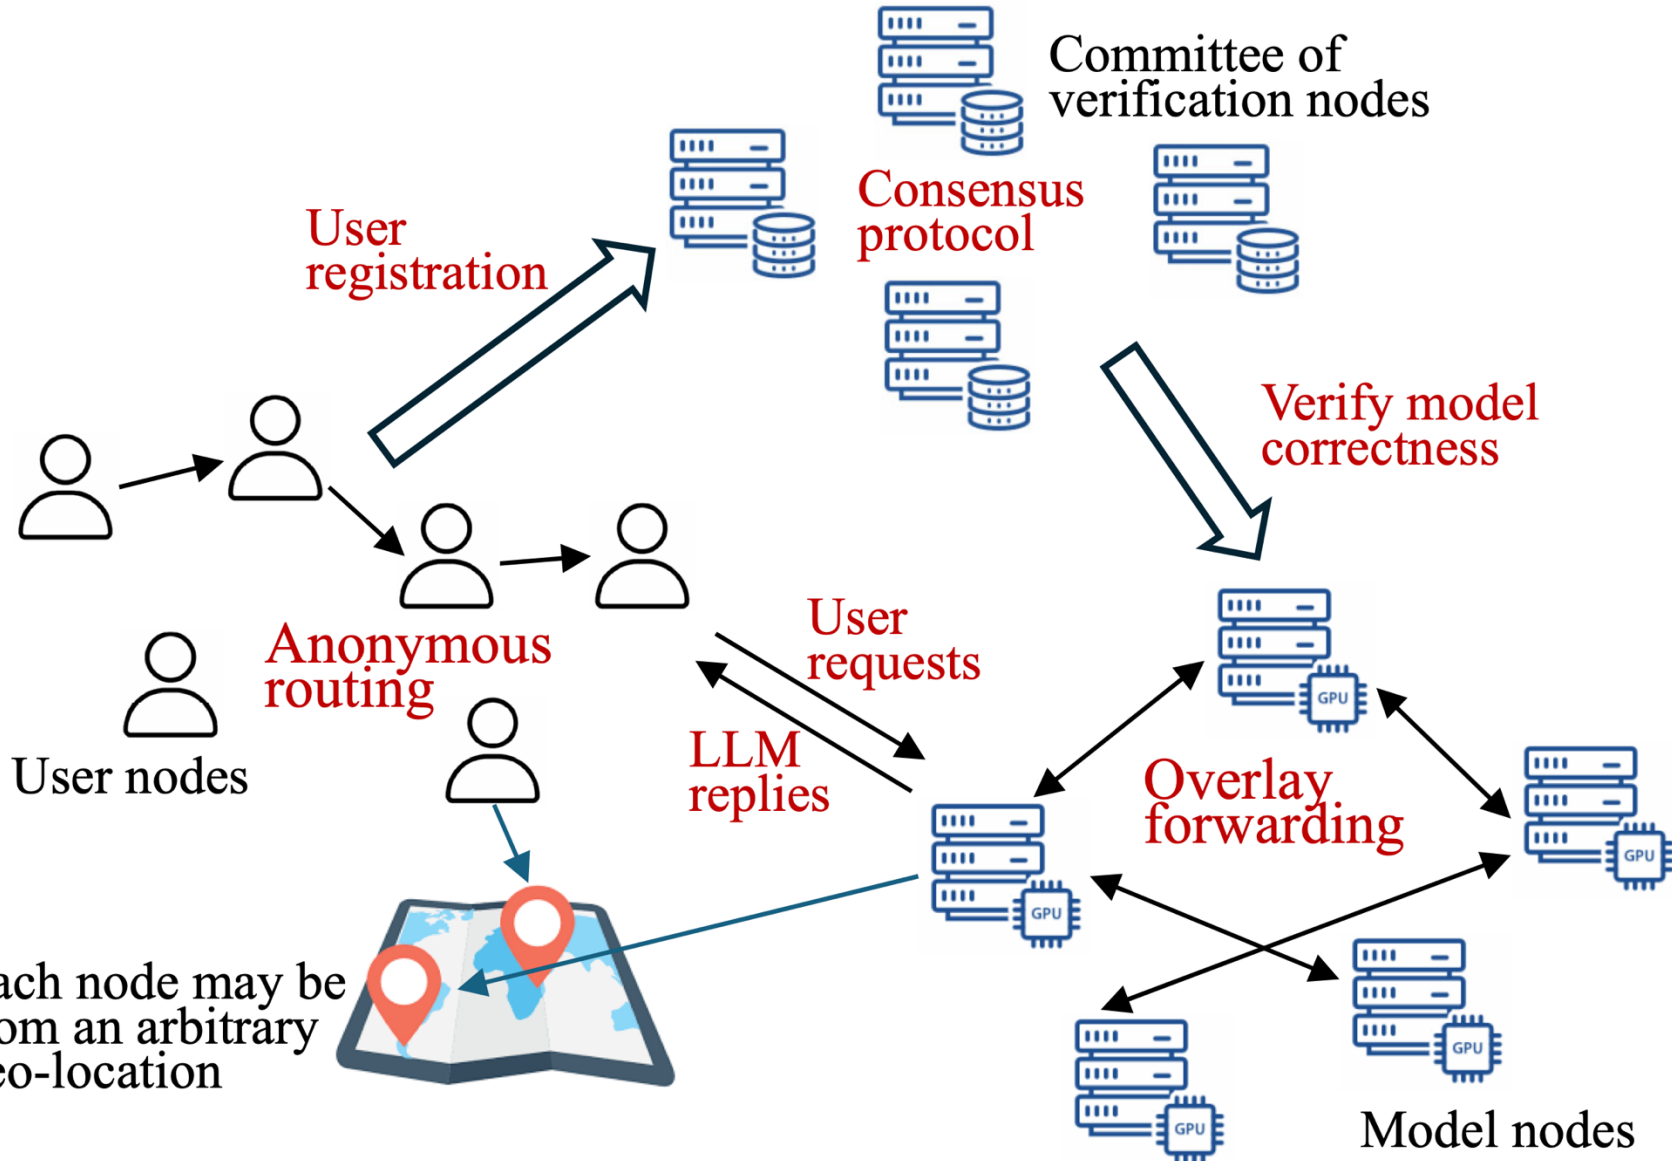 Committee of
verification nodes
Consensus
protocol
User
registration
Verify model
correctness
User
requests
Anonymous
routing
LLM
replies
User nodes
GPU
Overlay
forwarding
GPU
GPU
ach node may be
om an arbitrary
eo-location
GPU
GPU
Model nodes